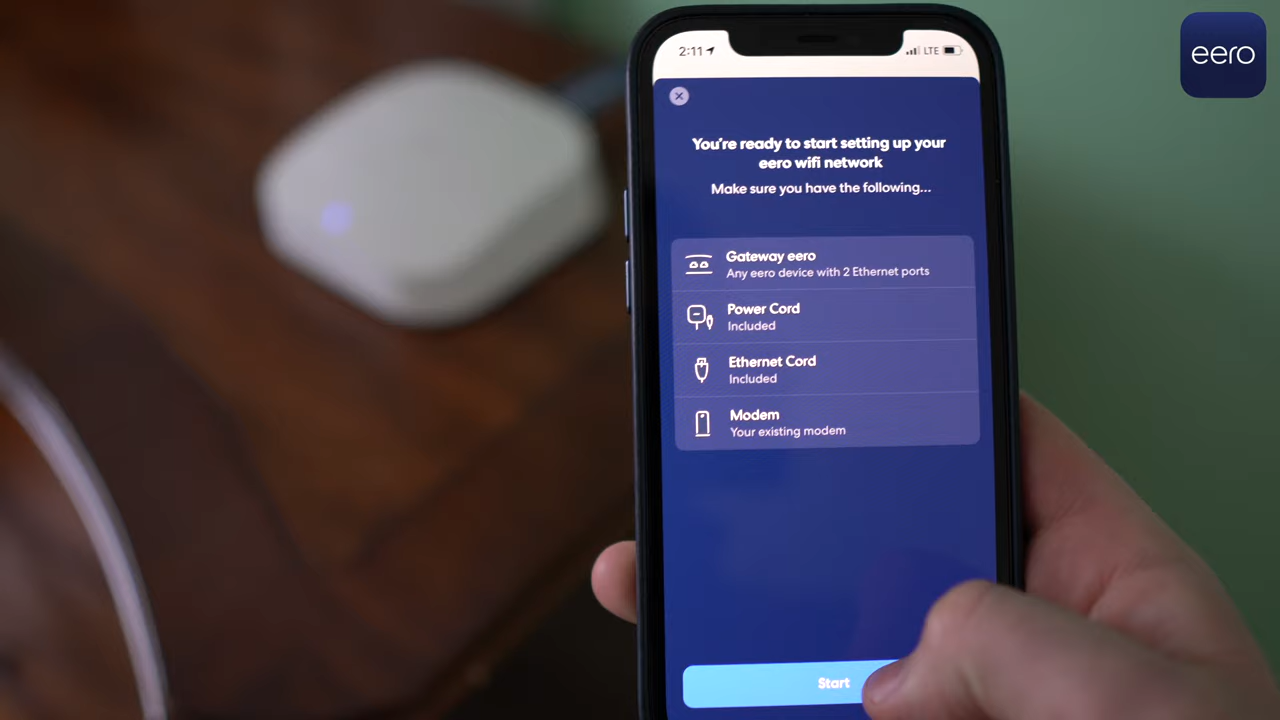 eero
2:11
LTE
You're ready to start setting up your
eero wifi network
Make sure you have the following...
Gateway eero
Any eero device with 2 Ethernet ports
Power Cord
Included
Ethernet Cord
Included
Modem
Your existing modem
Start